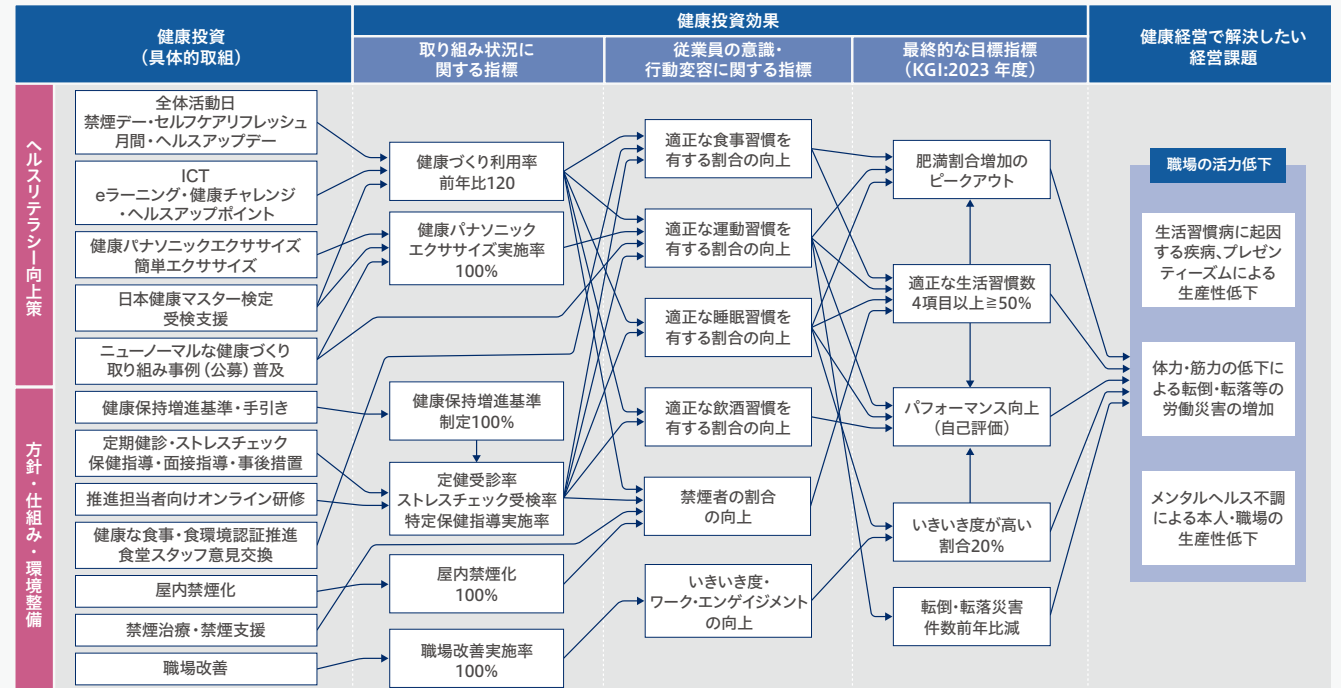 健康投資
(具体的取組)
健康投資効果
取り組み状況に
関する指標
従業員の意識・
行動変容に関する指標
最終的な目標指標
(KGI:2023 年度)
健康経営で解決したい
経営課題
ヘルスリテラシー向上策
全体活動日
禁煙デー・セルフケアリフレッシュ
月間・ヘルスアップデー
ICT
eラーニング・健康チャレンジ
・ヘルスアップポイント
健康パナソニックエクササイズ
簡単エクササイズ
日本健康マスター検定
受検支援
ニューノーマルな健康づくり
取り組み事例(公募)普及
方針・仕組み・環境整備
健康保持増進基準・手引き
定期健診・ストレスチェック
保健指導・面接指導・事後措置
推進担当者向けオンライン研修
健康な食事・食環境認証推進
食堂スタッフ意見交換
屋内禁煙化
禁煙治療・禁煙支援
職場改善
健康づくり利用率
前年比120
健康パナソニック
エクササイズ実施率
100%
健康保持増進基準
制定100%
定健受診率
ストレスチェック受検率
特定保健指導実施率
屋内禁煙化
100%
職場改善実施率
100%
適正な食事習慣を
有する割合の向上
適正な運動習慣を
有する割合の向上
適正な睡眠習慣を
有する割合の向上
適正な飲酒習慣を
有する割合の向上
禁煙者の割合
の向上
いきいき度・
ワーク・エンゲイジメント
の向上
肥満割合増加の
ピークアウト
適正な生活習慣数
4項目以上≧50%
パフォーマンス向上
(自己評価)
いきいき度が高い
割合20%
転倒・転落災害
件数前年比減
職場の活力低下
生活習慣病に起因
する疾病、プレゼン
ティーズムによる
生産性低下
体力・筋力の低下に
よる転倒・転落等の
労働災害の増加
メンタルヘルス不調
による本人・職場の
生産性低下